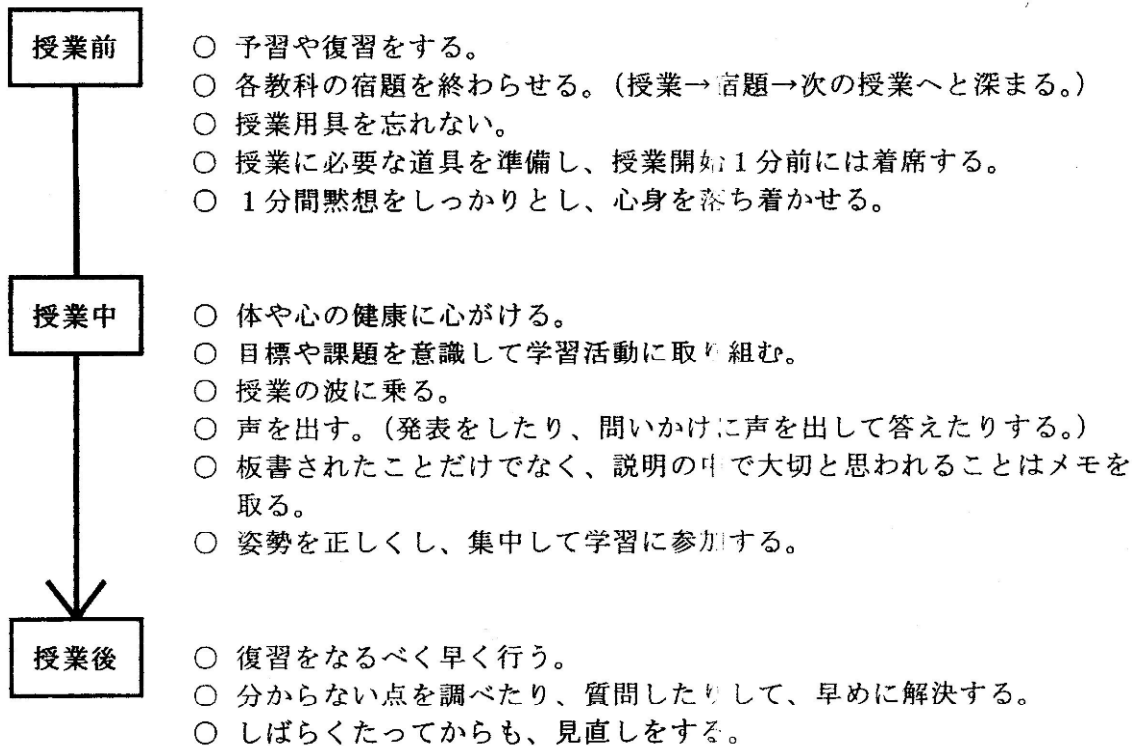 授業前
○ 予習や復習をする。
○ 各教科の宿題を終わらせる。(授業→宿題→次の授業へと深まる。)
○ 授業用具を忘れない。
○ 授業に必要な道具を準備し、授業開始1分前には着席する。
○ 1分間黙想をしっかりとし、心身を落ち着かせる。
授業中
○ 体や心の健康に心がける。
○ 目標や課題を意識して学習活動に取り組む。
○ 授業の波に乗る。
○ 声を出す。(発表をしたり、問いかけに声を出して答えたりする。)
○ 板書されたことだけでなく、説明の中で大切と思われることはメモを
取る。
○ 姿勢を正しくし、集中して学習に参加する。
授業後
○ 復習をなるべく早く行う。
○ 分からない点を調べたり、質問したりして、早めに解決する。
○ しばらくたってからも、見直しをする。